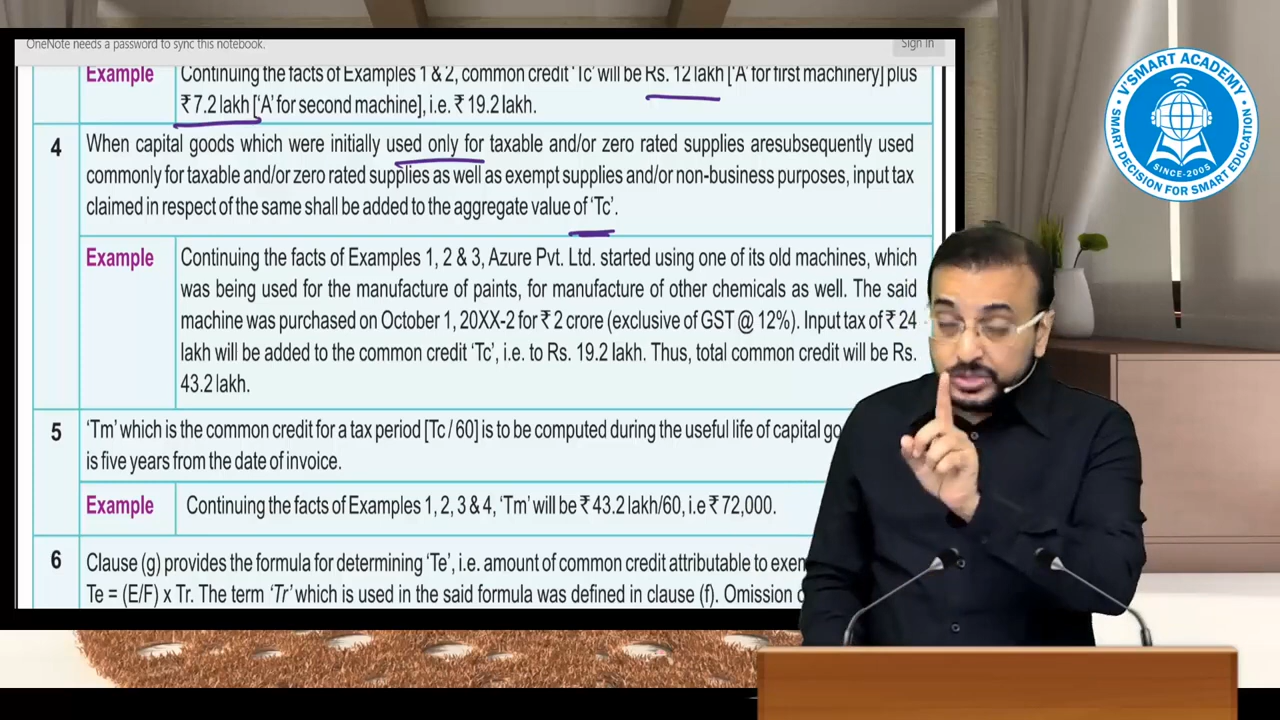 OneNote needs a password to sync this notebook.
Sign In
Example
Continuing the facts of Examples 1 & 2, common credit 'Tc' will be Rs. 12 lakh ['A' for first machinery] plus
₹ 7.2 lakh ['A' for second machine], i.e. ₹ 19.2 lakh.
4
When capital goods which were initially used only for taxable and/or zero rated supplies aresubsequently used
commonly for taxable and/or zero rated supplies as well as exempt supplies and/or non-business purposes, input tax
claimed in respect of the same shall be added to the aggregate value of 'Tc'.
Example
Continuing the facts of Examples 1, 2 & 3, Azure Pvt. Ltd. started using one of its old machines, which
was being used for the manufacture of paints, for manufacture of other chemicals as well. The said
machine was purchased on October 1, 20XX-2 for ₹ 2 crore (exclusive of GST @ 12%). Input tax of ₹ 24
lakh will be added to the common credit 'Tc', i.e. to Rs. 19.2 lakh. Thus, total common credit will be Rs.
43.2 lakh.
5
'Tm' which is the common credit for a tax period [Tc / 60] is to be computed during the useful life of capital
is five years from the date of invoice.
Example
Continuing the facts of Examples 1, 2, 3 & 4, 'Tm' will be ₹ 43.2 lakh/60, i.e ₹ 72,000.
6
Clause (g) provides the formula for determining 'Te', i.e. amount of common credit attributable to
Te = (E/F) x Tr. The term 'Tr' which is used in the said formula was defined in clause (f). Omission
V'SMART ACADEMY
SINCE-2005
SMART DECISION FOR SMART EDUCATION